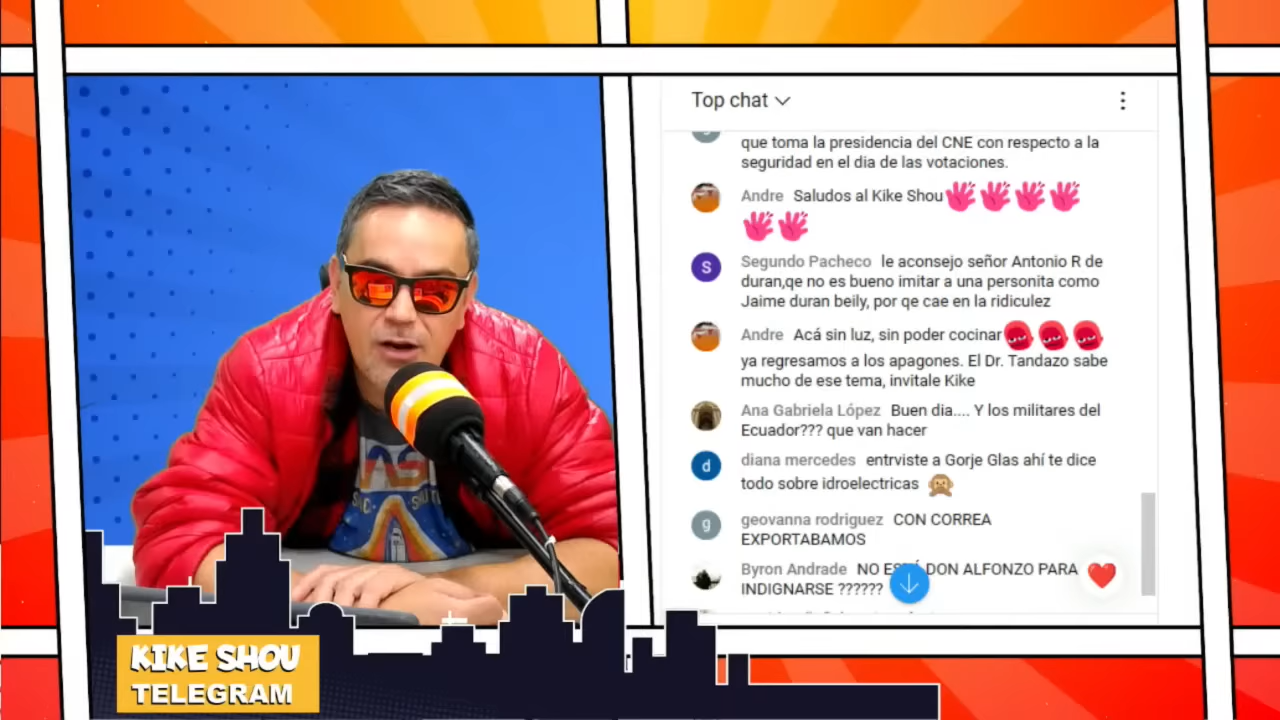 Top chat
que toma la presidencia del CNE con respecto a la
seguridad en el dia de las votaciones.
Andre Saludos al Kike Shou
S
Segundo Pacheco le aconsejo señor Antonio R de
duran,qe no es bueno imitar a una personita como
Jaime duran beily, por qe cae en la ridiculez
Andre Acá sin luz, sin poder cocinar
ya regresamos a los apagones. El Dr. Tandazo sabe
mucho de ese tema, invitale Kike
Ana Gabriela López Buen dia.... Y los militares del
Ecuador??? que van hacer
d
diana mercedes entrviste a Gorje Glas ahí te dice
todo sobre idroelectricas
g
geovanna rodriguez CON CORREA
EXPORTABAMOS
Byron Andrade NO DON ALFONZO PARA
INDIGNARSE ??????
KIKE SHOU
TELEGRAM